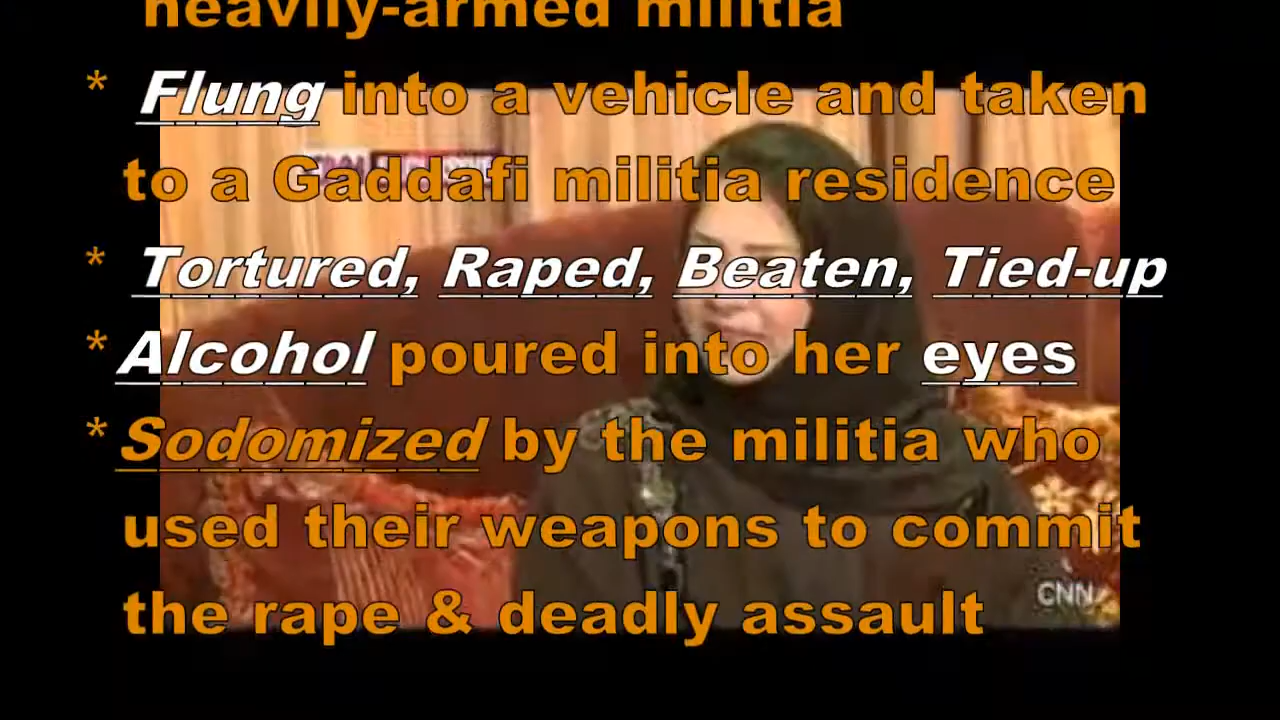 heavily-armed militia
* Flung into a vehicle and taken
to a Gaddafi militia residence
* Tortured, Raped, Beaten, Tied-up
* Alcohol poured into her eyes
* Sodomized by the militia who
used their weapons to commit
the rape & deadly assault
CNN